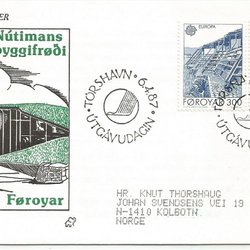 ER
Nútimans
byggifrøði
Føroyar
TÓRSHAVN • 6.4.87
ÚTGÁVUDAGIN
EUROPA
FØROYAR 300
HR. KNUT THORSHAUG
JOHAN SVENDSENS VEI 19
N-1410 KOLBOTN.
NORGE